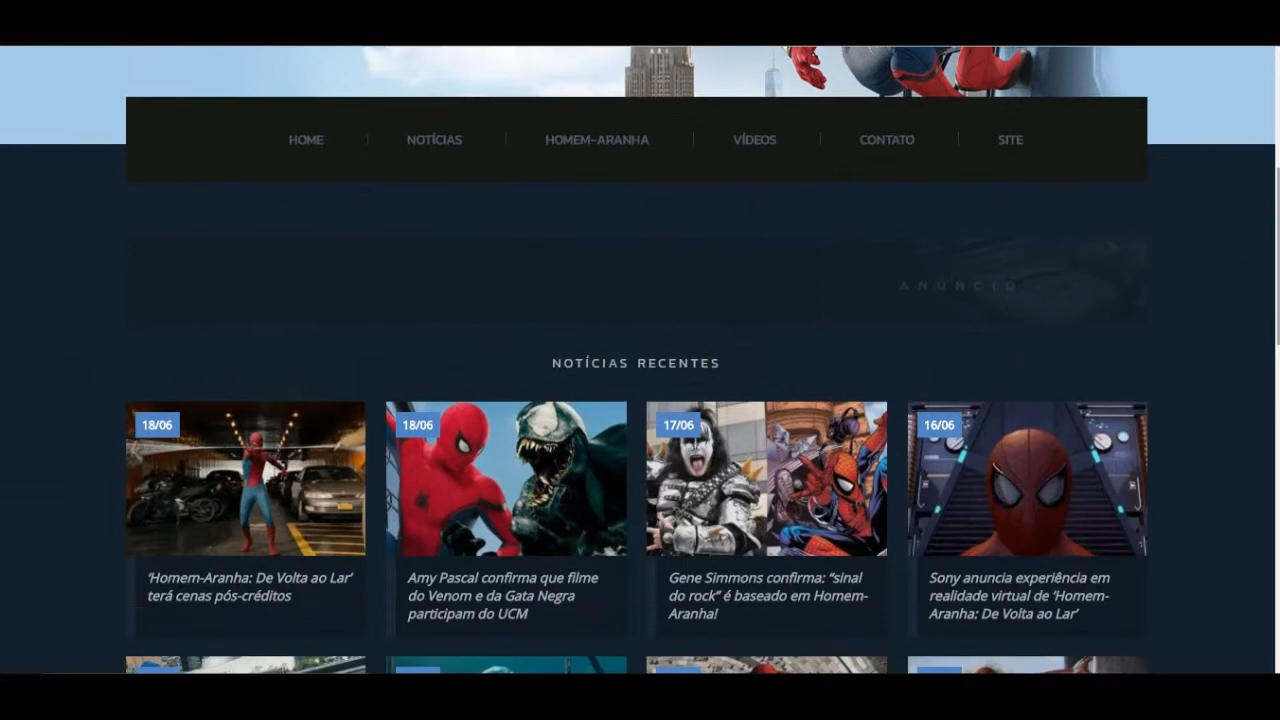 HOME NOTÍCIAS HOMEM-ARANHA VÍDEOS CONTATO SITE
ANÚNCIO
NOTÍCIAS RECENTES
18/06
18/06
17/06
16/06
‘Homem-Aranha: De Volta ao Lar’
terá cenas pós-créditos
Amy Pascal confirma que filme
do Venom e da Gata Negra
participam do UCM
Gene Simmons confirma: “sinal
do rock” é baseado em Homem-
Aranha!
Sony anuncia experiência em
realidade virtual de ‘Homem-
Aranha: De Volta ao Lar’